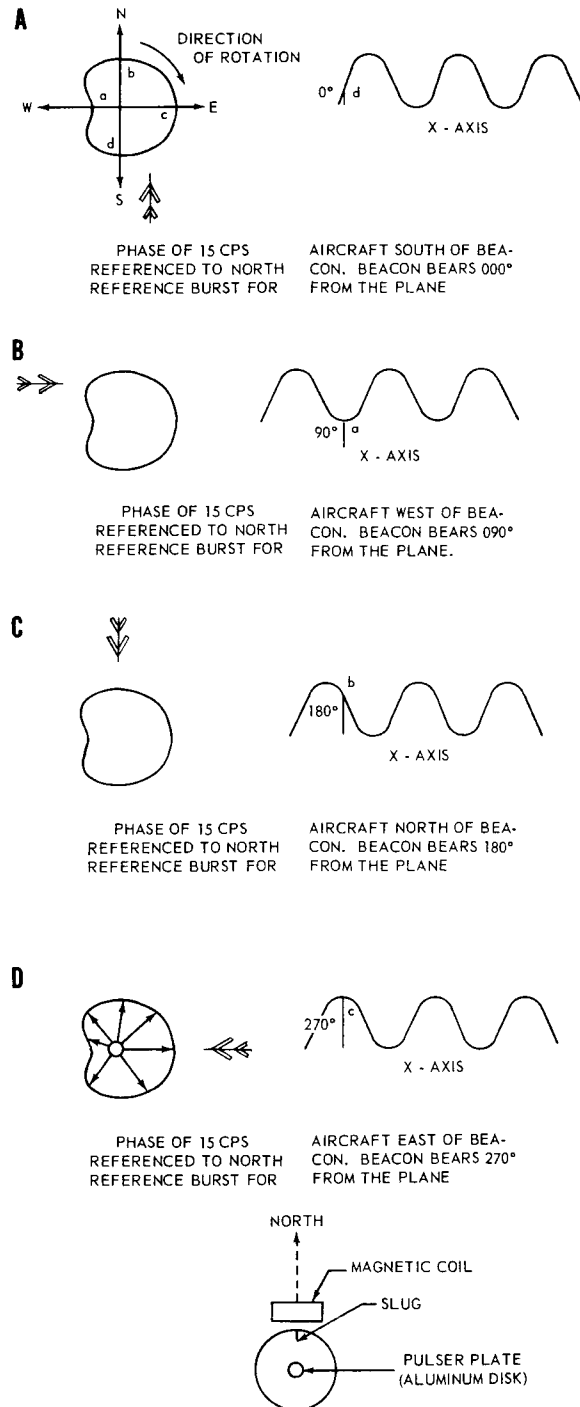 A
N
DIRECTION
OF ROTATION
b
a
W
E
c
d
S
0° d
X - AXIS
PHASE OF 15 CPS
REFERENCED TO NORTH
REFERENCE BURST FOR
AIRCRAFT SOUTH OF BEA-
CON. BEACON BEARS 000°
FROM THE PLANE
B
90° a
X - AXIS
PHASE OF 15 CPS
REFERENCED TO NORTH
REFERENCE BURST FOR
AIRCRAFT WEST OF BEA-
CON. BEACON BEARS 090°
FROM THE PLANE.
C
b
180°
X - AXIS
PHASE OF 15 CPS
REFERENCED TO NORTH
REFERENCE BURST FOR
AIRCRAFT NORTH OF BEA-
CON. BEACON BEARS 180°
FROM THE PLANE
D
270° c
X - AXIS
PHASE OF 15 CPS
REFERENCED TO NORTH
REFERENCE BURST FOR
AIRCRAFT EAST OF BEA-
CON. BEACON BEARS 270°
FROM THE PLANE
NORTH
MAGNETIC COIL
SLUG
PULSER PLATE
(ALUMINUM DISK)